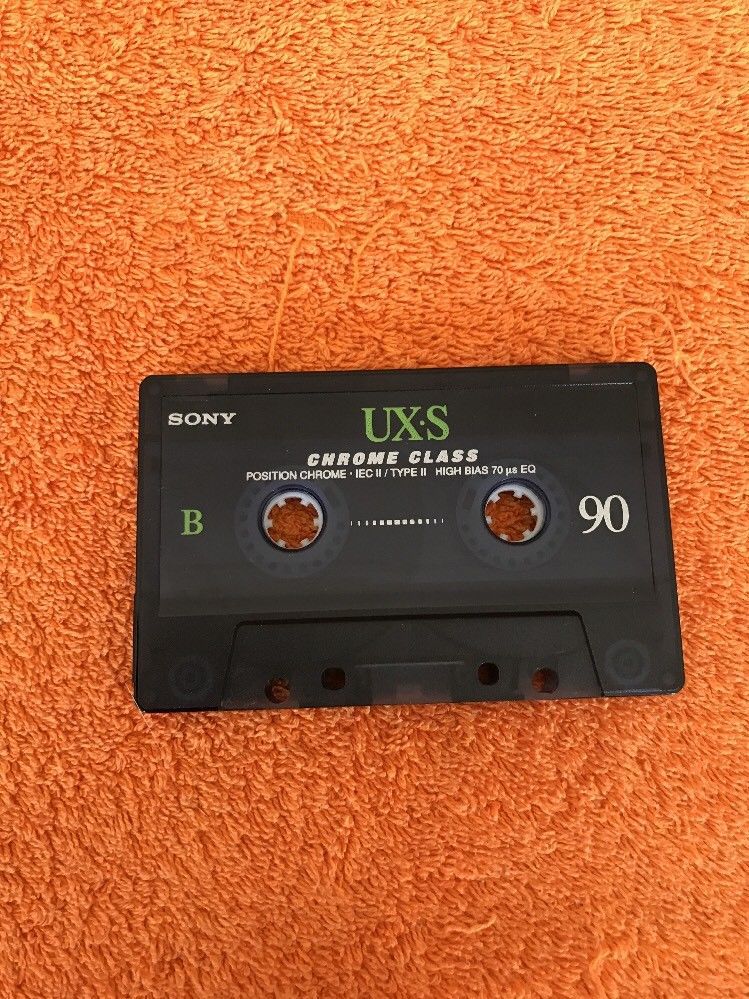 SONY
UX·S
CHROME CLASS
POSITION CHROME · IEC II / TYPE II HIGH BIAS 70 µs EQ
B
90